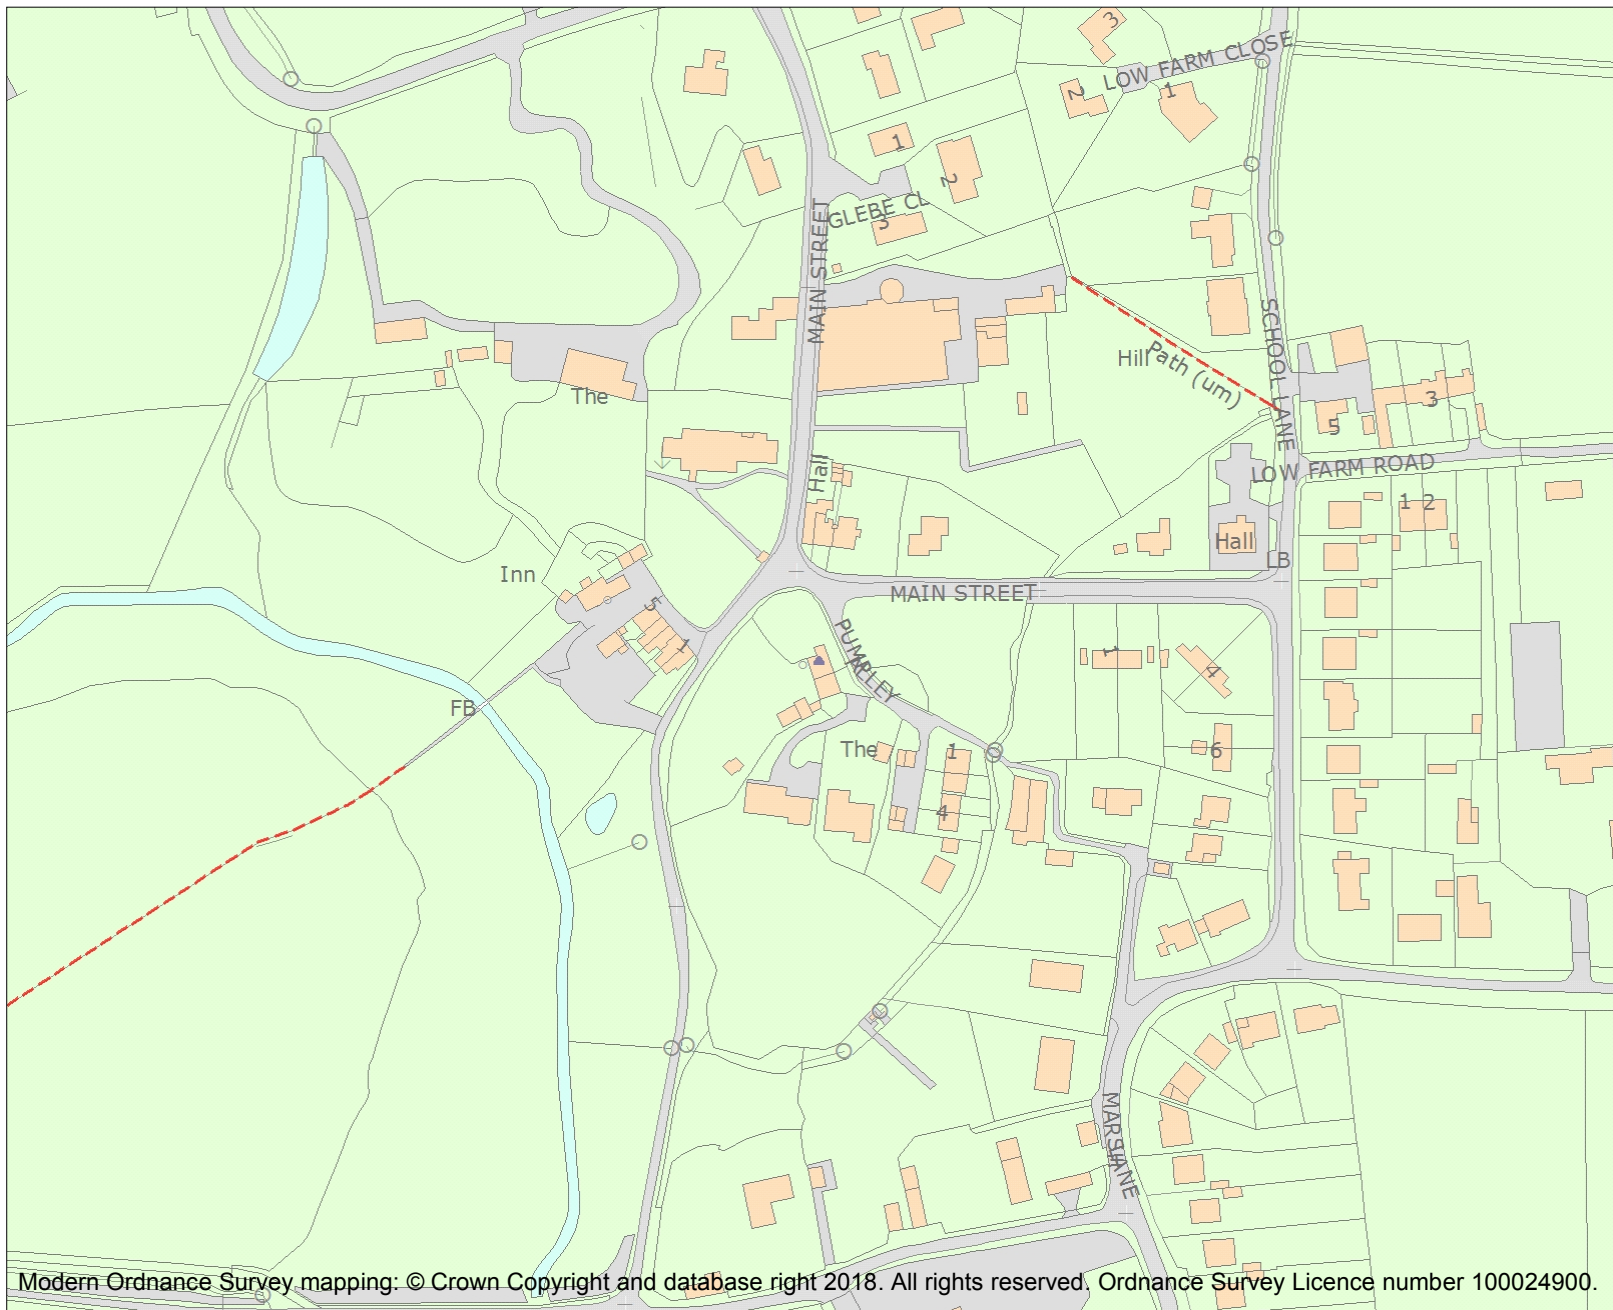 3
LOW FARM CLOSE
2
1
1
2
GLEBE CL
3
MAIN STREET
SCHOOL LANE
Hill
Path (um)
The
3
5
Hall
LOW FARM ROAD
1 2
Hall
LB
Inn
MAIN STREET
5
1
PUMPLEY
1
4
FB
The
1
6
4
MARSH LANE
Modern Ordnance Survey mapping: © Crown Copyright and database right 2018. All rights reserved. Ordnance Survey Licence number 100024900.